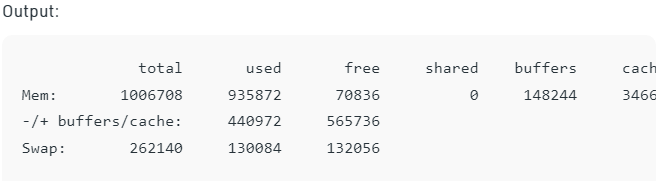 Output:
total used free shared buffers cach
Mem: 1006708 935872 70836 0 148244 3466
-/+ buffers/cache: 440972 565736
Swap: 262140 130084 132056